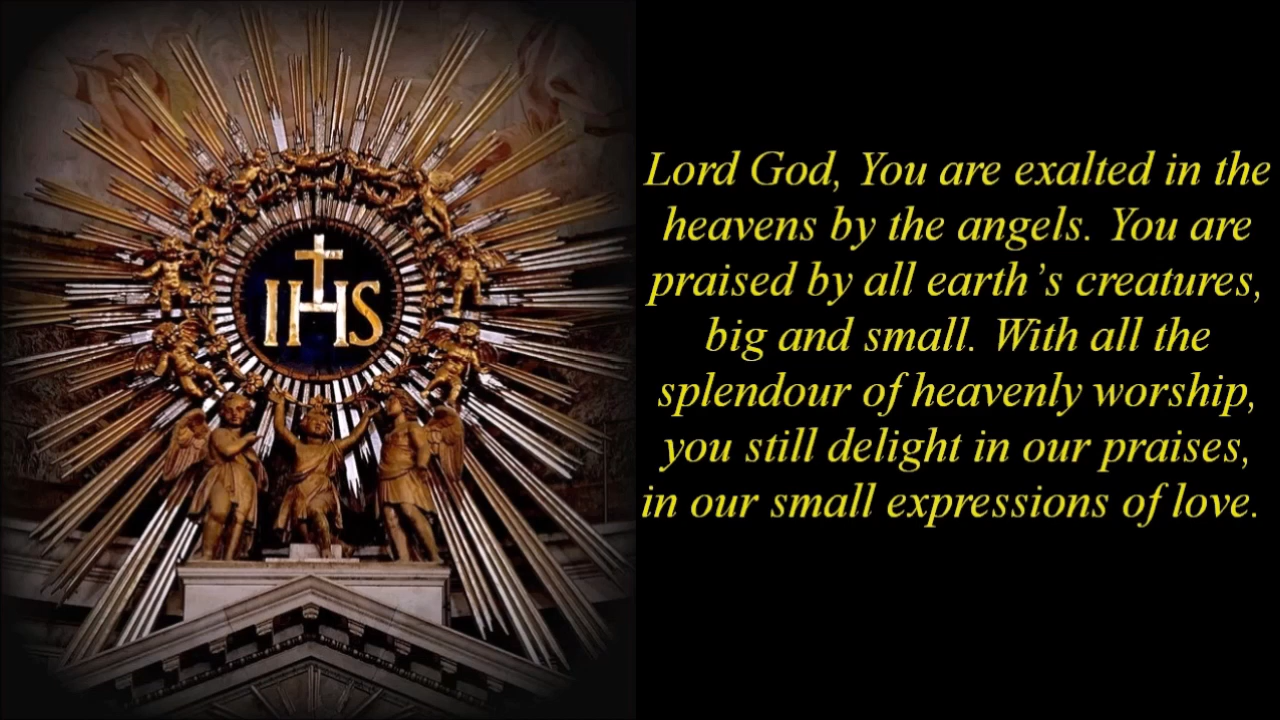 IHS
Lord God, You are exalted in the
heavens by the angels. You are
praised by all earth’s creatures,
big and small. With all the
splendour of heavenly worship,
you still delight in our praises,
in our small expressions of love.